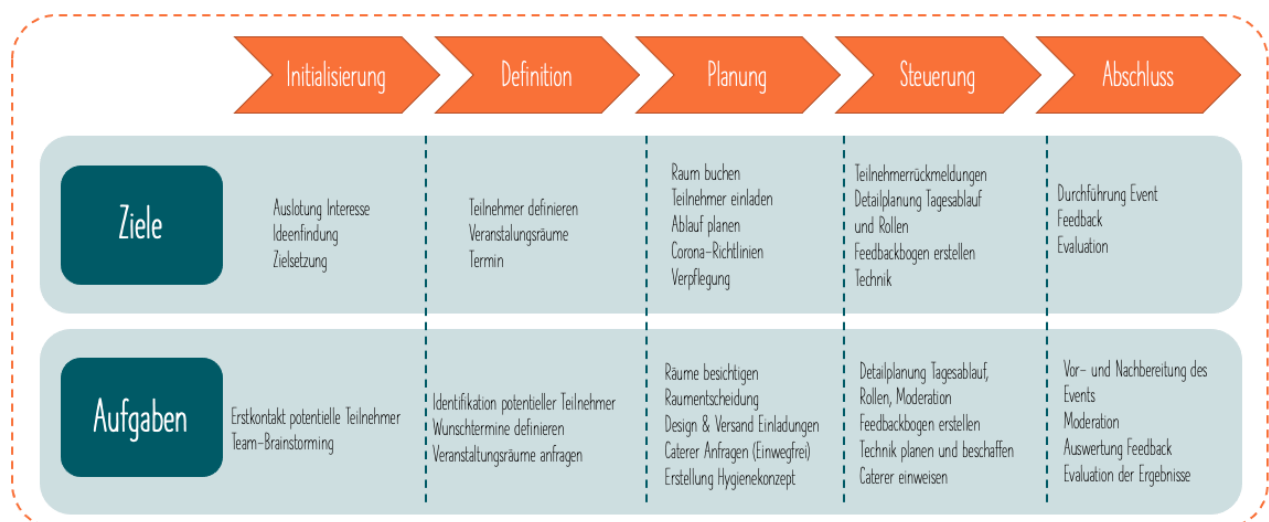 Initialisierung
Definition
Planung
Steuerung
Abschluss
Ziele
Auslotung Interesse
Ideenfindung
Zielsetzung
Teilnehmer definieren
Veranstalungsräume
Termin
Raum buchen
Teilnehmer einladen
Ablauf planen
Corona-Richtlinien
Verpflegung
Teilnehmerrückmeldungen
Detailplanung Tagesablauf
und Rollen
Feedbackbogen erstellen
Technik
Durchführung Event
Feedback
Evaluation
Aufgaben
Erstkontakt potentielle Teilnehmer
Team-Brainstorming
Identifikation potentieller Teilnehmer
Wunschtermine definieren
Veranstaltungsräume anfragen
Räume besichtigen
Raumentscheidung
Design & Versand Einladungen
Caterer Anfragen (Einwegfrei)
Erstellung Hygienekonzept
Detailplanung Tagesablauf,
Rollen, Moderation
Feedbackbogen erstellen
Technik planen und beschaffen
Caterer einweisen
Vor- und Nachbereitung des
Events
Moderation
Auswertung Feedback
Evaluation der Ergebnisse